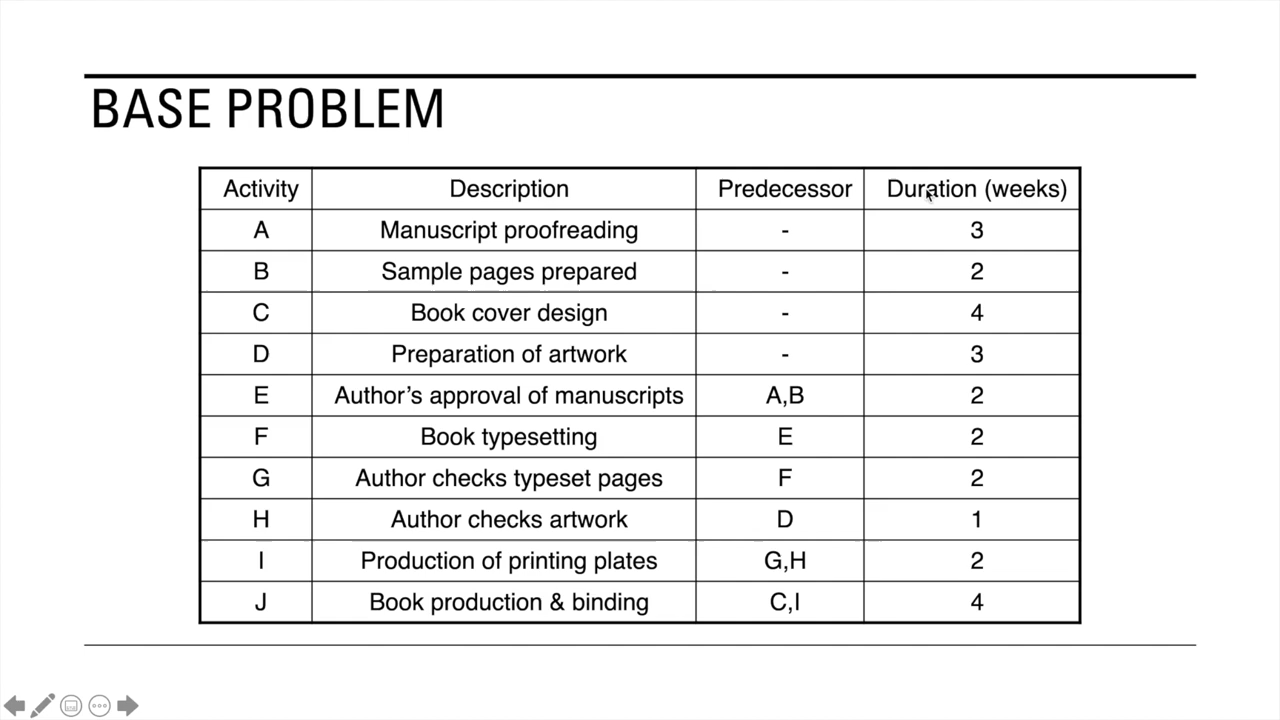 BASE PROBLEM
Activity Description Predecessor Duration (weeks)
A Manuscript proofreading - 3
B Sample pages prepared - 2
C Book cover design - 4
D Preparation of artwork - 3
E Author’s approval of manuscripts A,B 2
F Book typesetting E 2
G Author checks typeset pages F 2
H Author checks artwork D 1
I Production of printing plates G,H 2
J Book production & binding C,I 4